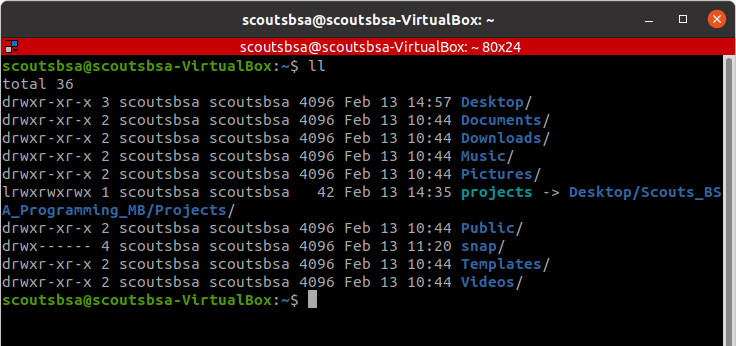 scoutsbsa@scoutsbsa-VirtualBox: ~
scoutsbsa@scoutsbsa-VirtualBox: ~ 80x24
scoutsbsa@scoutsbsa-VirtualBox:~$ ll
total 36
drwxr-xr-x 3 scoutsbsa scoutsbsa 4096 Feb 13 14:57 Desktop/
drwxr-xr-x 2 scoutsbsa scoutsbsa 4096 Feb 13 10:44 Documents/
drwxr-xr-x 2 scoutsbsa scoutsbsa 4096 Feb 13 10:44 Downloads/
drwxr-xr-x 2 scoutsbsa scoutsbsa 4096 Feb 13 10:44 Music/
drwxr-xr-x 2 scoutsbsa scoutsbsa 4096 Feb 13 10:44 Pictures/
lrwxrwxrwx 1 scoutsbsa scoutsbsa   42 Feb 13 14:35 projects -> Desktop/Scouts_BS
A_Programming_MB/Projects/
drwxr-xr-x 2 scoutsbsa scoutsbsa 4096 Feb 13 10:44 Public/
drwx------ 4 scoutsbsa scoutsbsa 4096 Feb 13 11:20 snap/
drwxr-xr-x 2 scoutsbsa scoutsbsa 4096 Feb 13 10:44 Templates/
drwxr-xr-x 2 scoutsbsa scoutsbsa 4096 Feb 13 10:44 Videos/
scoutsbsa@scoutsbsa-VirtualBox:~$